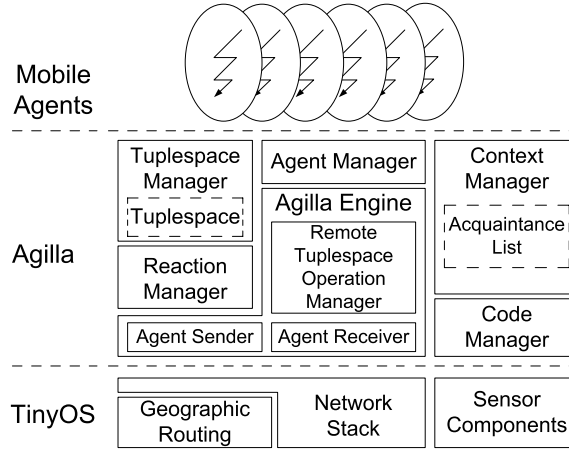 Mobile
Agents
Agilla
Tuplespace
Manager
Tuplespace
Reaction
Manager
Agent Manager
Agilla Engine
Remote
Tuplespace
Operation
Manager
Agent Sender
Agent Receiver
Context
Manager
Acquaintance
List
Code
Manager
TinyOS
Geographic
Routing
Network
Stack
Sensor
Components